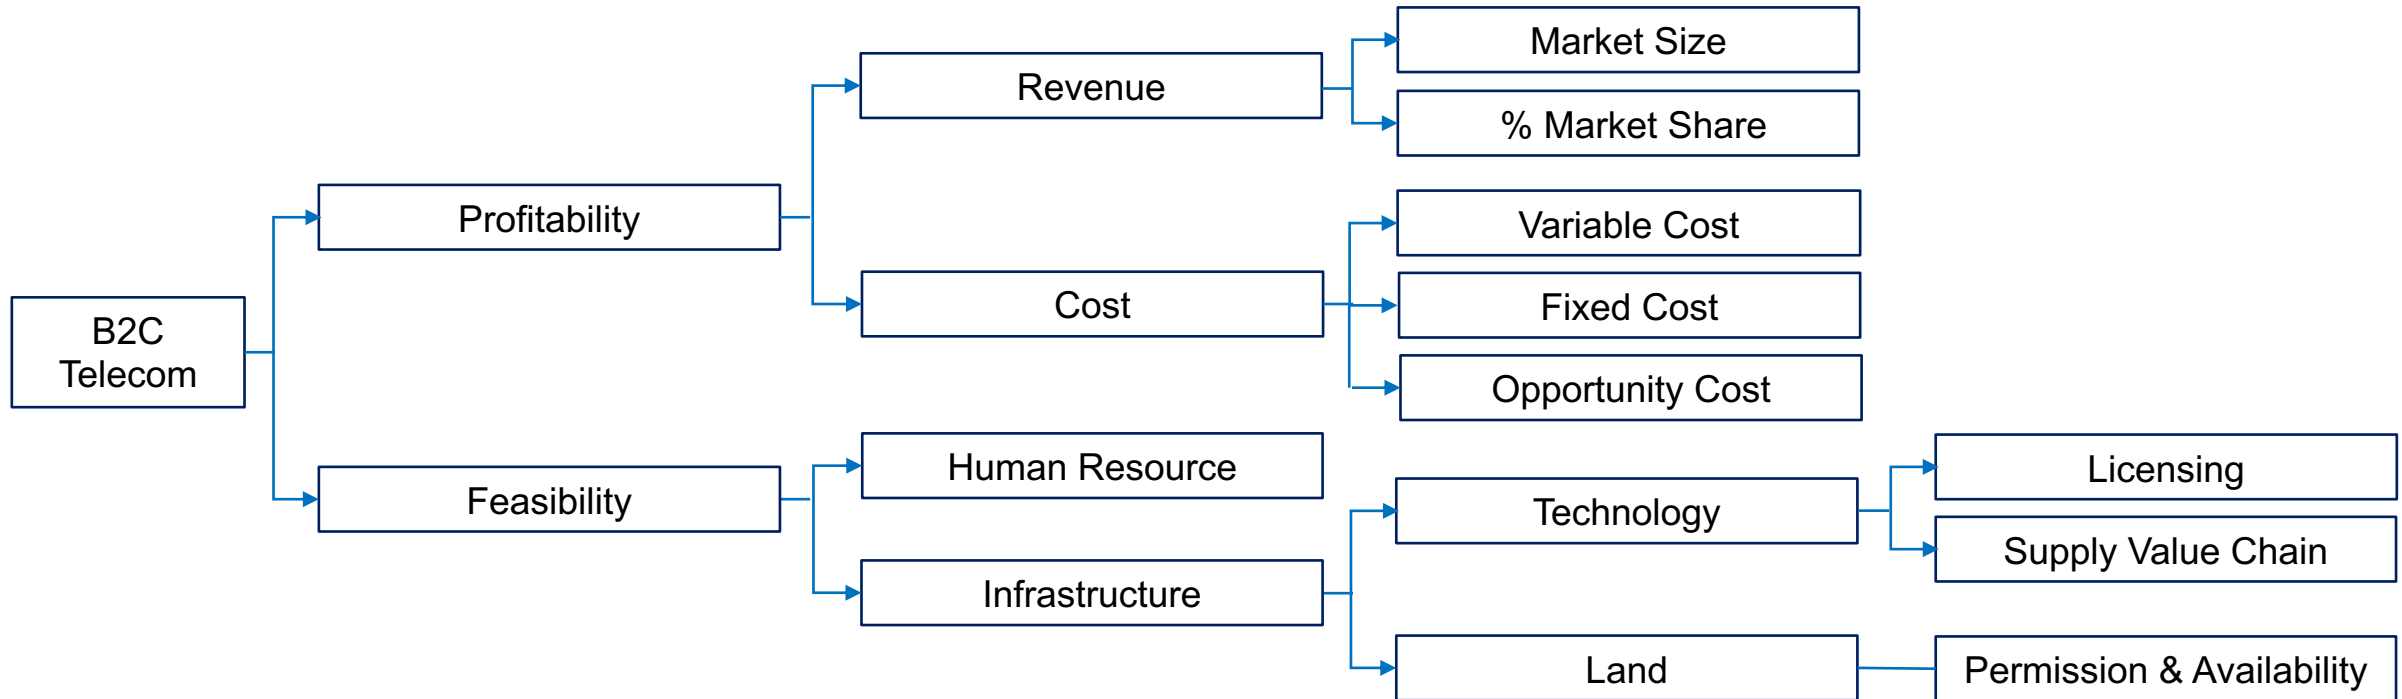 Market Size
Revenue
% Market Share
Profitability
Variable Cost
Cost
Fixed Cost
B2C
Telecom
Opportunity Cost
Human Resource
Licensing
Feasibility
Technology
Supply Value Chain
Infrastructure
Land
Permission & Availability